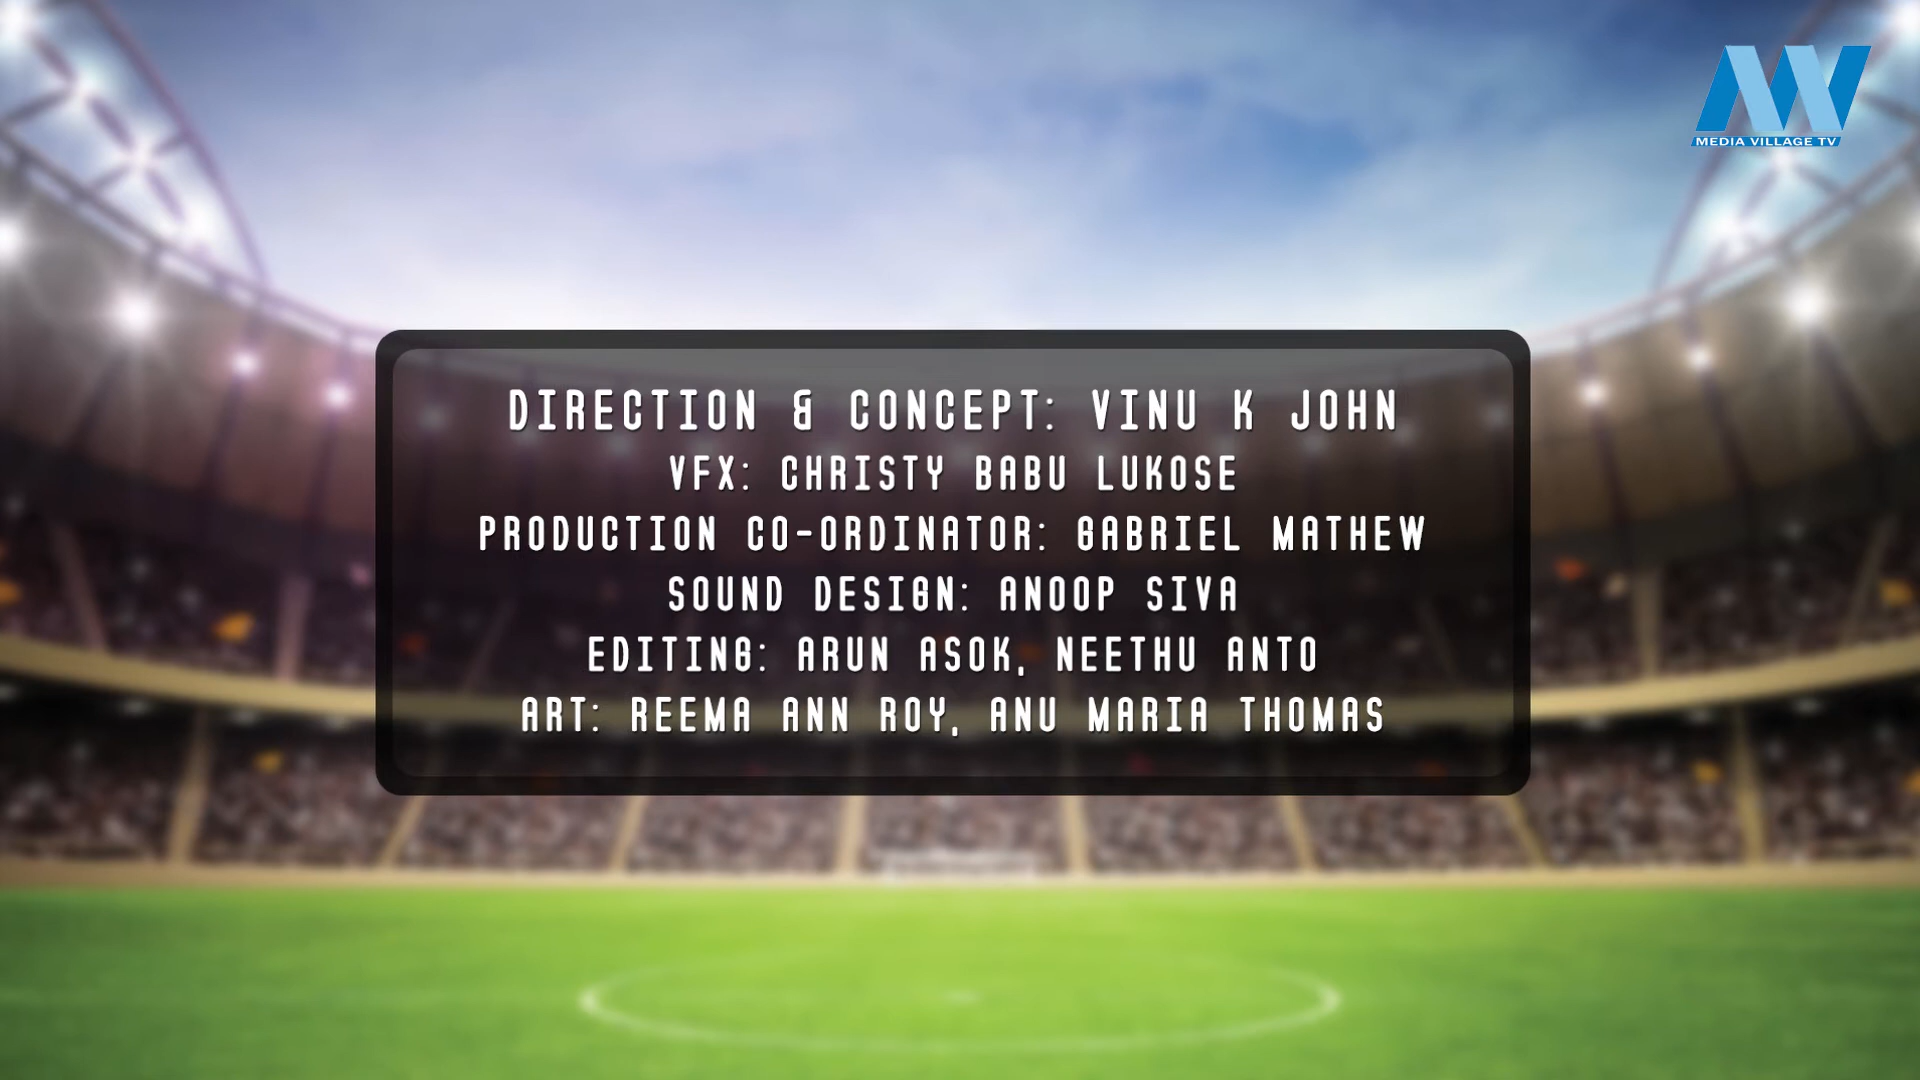 MEDIA VILLAGE TV
DIRECTION & CONCEPT: VINU K JOHN
VFX: CHRISTY BABU LUKOSE
PRODUCTION CO-ORDINATOR: GABRIEL MATHEW
SOUND DESIGN: ANOOP SIVA
EDITING: ARUN ASOK, NEETHU ANTO
ART: REEMA ANN ROY, ANU MARIA THOMAS